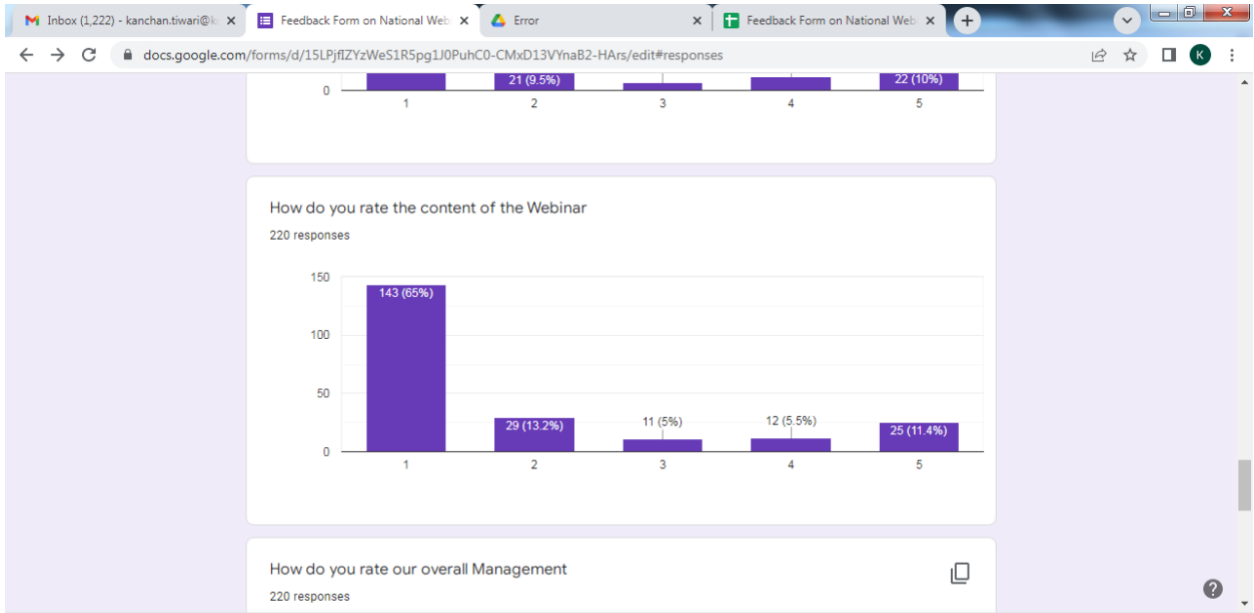 Inbox (1,222) - kanchan.tiwari@k
Feedback Form on National Web
Error
Feedback Form on National Web
docs.google.com/forms/d/15LPjflZYzWeS1R5pg1J0PuhC0-CMxD13VYnaB2-HArs/edit#responses
K
21 (9.5%)
22 (10%)
0
1 2 3 4 5
How do you rate the content of the Webinar
220 responses
150
143 (65%)
100
50
29 (13.2%)
11 (5%)
12 (5.5%)
25 (11.4%)
0
1 2 3 4 5
How do you rate our overall Management
220 responses